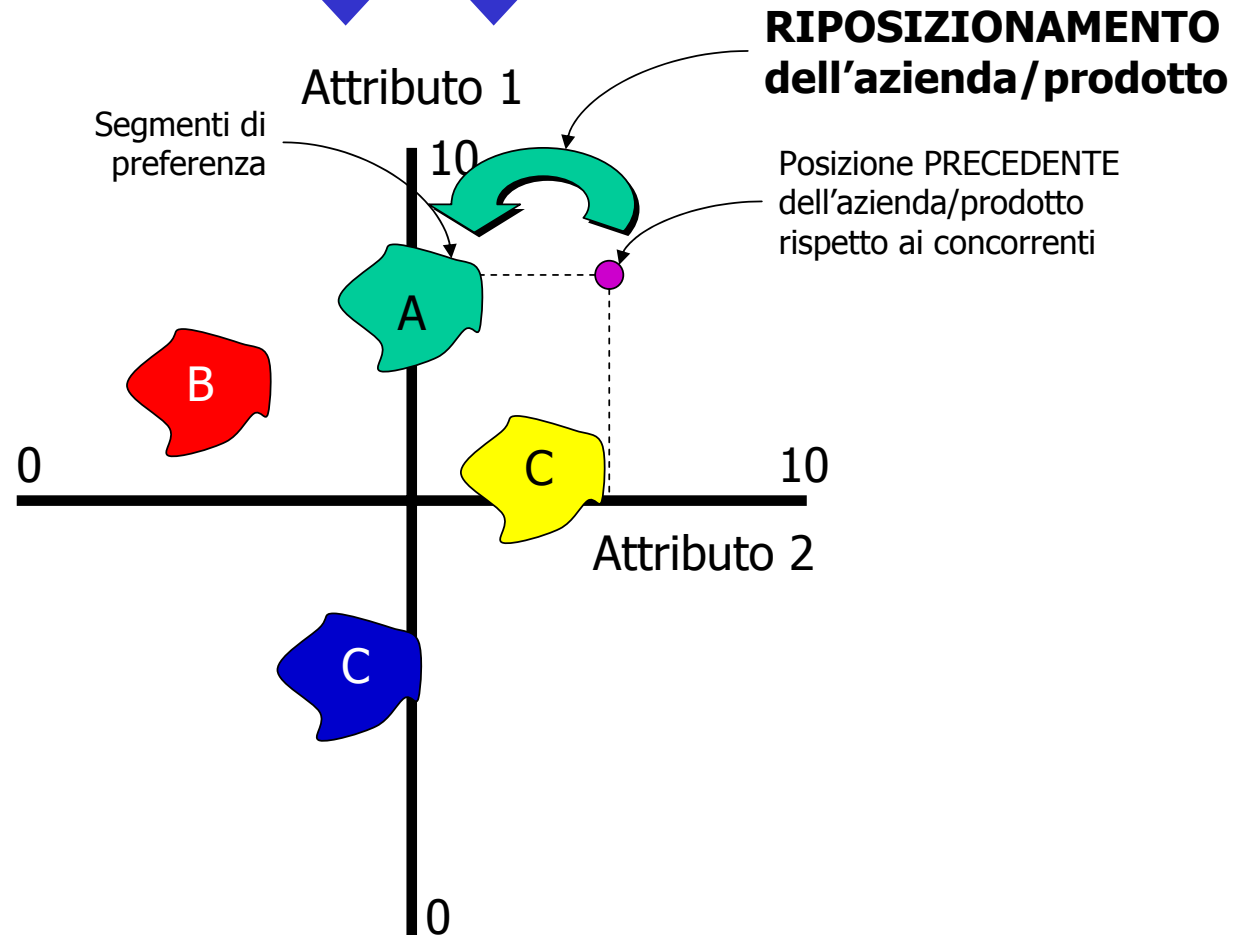 RIPOSIZIONAMENTO
dell’azienda/prodotto
Attributo 1
Segmenti di
preferenza
10
Posizione PRECEDENTE
dell’azienda/prodotto
rispetto ai concorrenti
A
B
C
0
10
Attributo 2
C
0